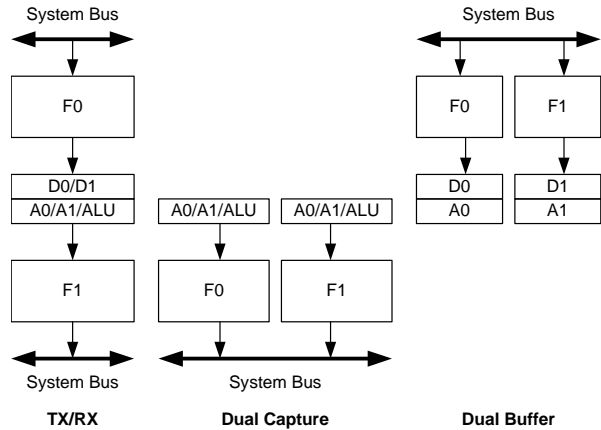 System Bus
System Bus
F0
F0
F1
D0/D1
A0/A1/ALU
A0/A1/ALU
A0/A1/ALU
D0
D1
A0
A1
F1
F0
F1
System Bus
System Bus
TX/RX
Dual Capture
Dual Buffer